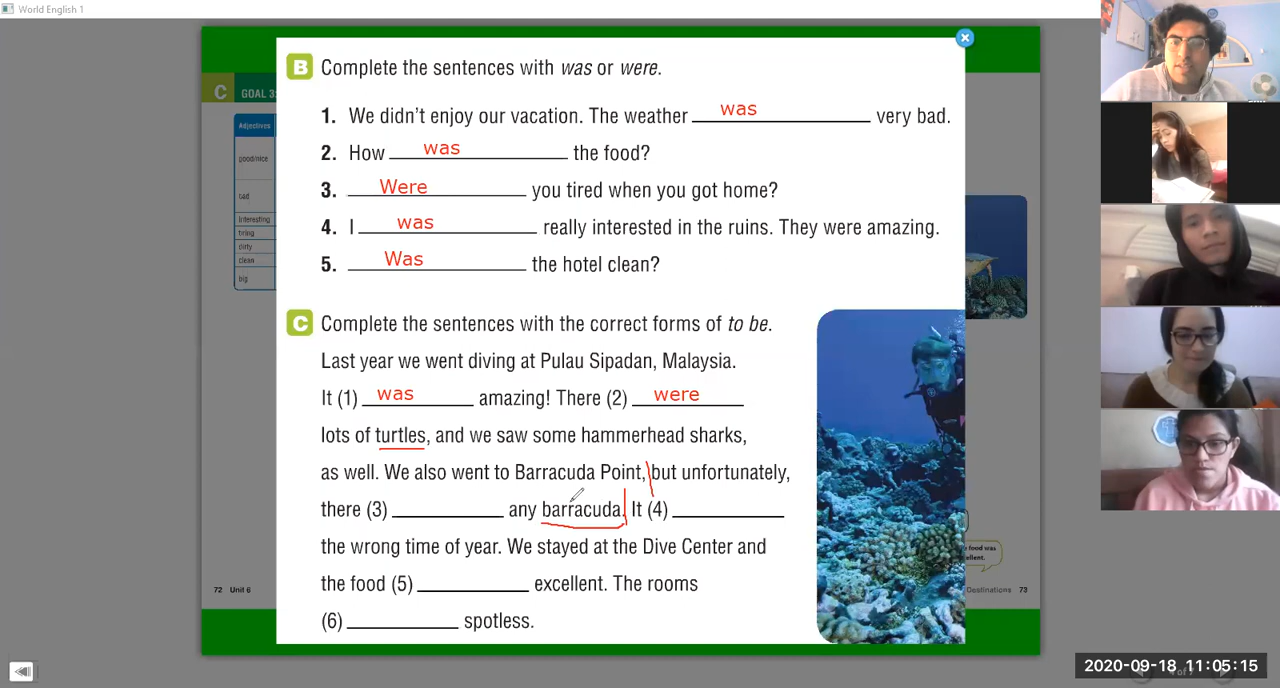 World English 1
C GOAL 3:
Adjectives
good/nice
bad
interesting
tiring
dirty
clean
big
B Complete the sentences with was or were.
1. We didn't enjoy our vacation. The weather was very bad.
2. How was the food?
3. Were you tired when you got home?
4. I was really interested in the ruins. They were amazing.
5. Was the hotel clean?
C Complete the sentences with the correct forms of to be.
Last year we went diving at Pulau Sipadan, Malaysia.
It (1) was amazing! There (2) were
lots of turtles, and we saw some hammerhead sharks,
as well. We also went to Barracuda Point, but unfortunately,
there (3) ____ any barracuda. It (4) ____
the wrong time of year. We stayed at the Dive Center and
the food (5) ____ excellent. The rooms
(6) ____ spotless.
food was
72 Unit 6
Destinations 73
2020-09-18 11:05:15